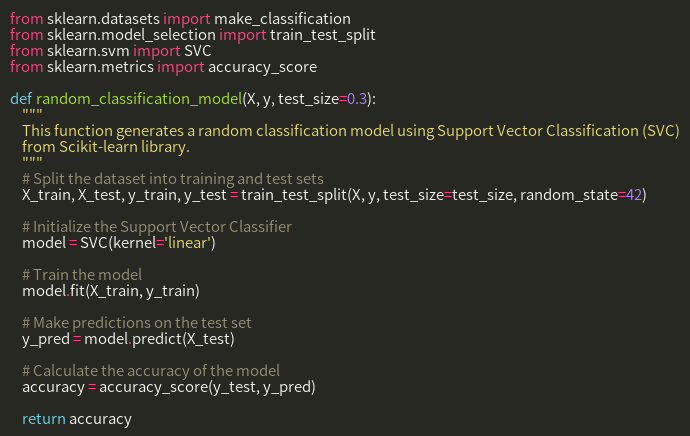 from sklearn.datasets import make_classification
from sklearn.model_selection import train_test_split
from sklearn.svm import SVC
from sklearn.metrics import accuracy_score

def random_classification_model(X, y, test_size=0.3):
    """
    This function generates a random classification model using Support Vector Classification (SVC)
    from Scikit-learn library.
    """
    # Split the dataset into training and test sets
    X_train, X_test, y_train, y_test = train_test_split(X, y, test_size=test_size, random_state=42)

    # Initialize the Support Vector Classifier
    model = SVC(kernel='linear')

    # Train the model
    model.fit(X_train, y_train)

    # Make predictions on the test set
    y_pred = model.predict(X_test)

    # Calculate the accuracy of the model
    accuracy = accuracy_score(y_test, y_pred)

    return accuracy